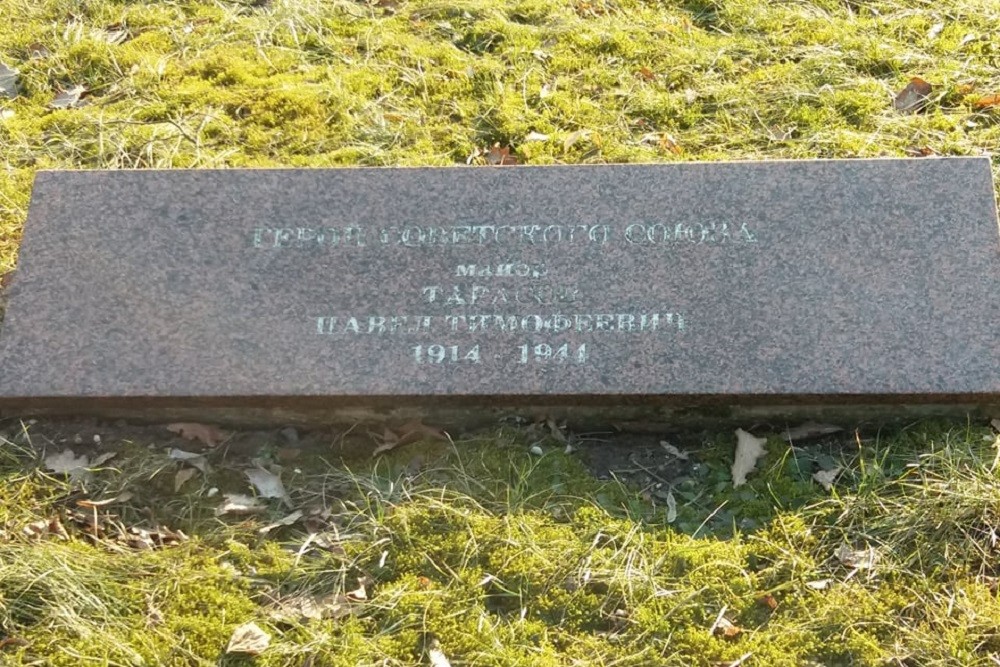 ГЕРОЙ СОВЕТСКОГО СОЮЗА
майор
ТАРАСОВ
ПАВЕЛ ТИМОФЕЕВИЧ
1914 - 1944